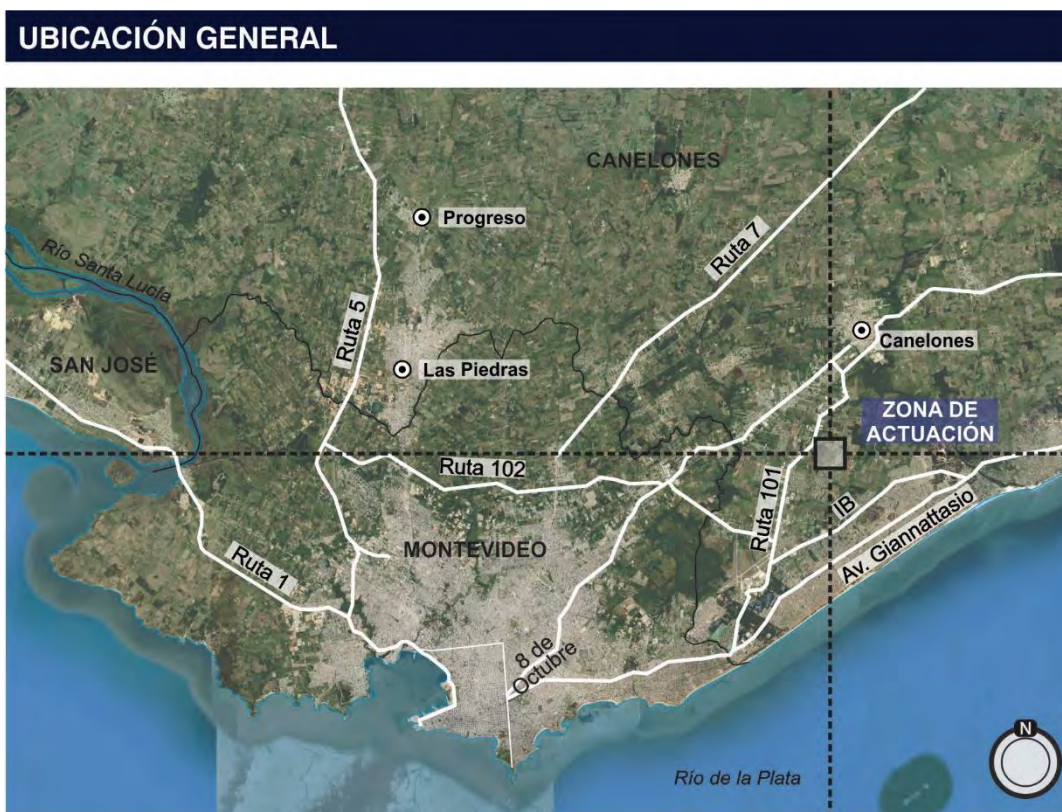 UBICACIÓN GENERAL
CANELONES
Progreso
Río Santa Lucía
Ruta 7
Ruta 5
Canelones
SAN JOSÉ
Las Piedras
ZONA DE
ACTUACIÓN
Ruta 102
Ruta 101
IB
MONTEVIDEO
Av. Giannattasio
Ruta 1
8 de
Octubre
N
Río de la Plata